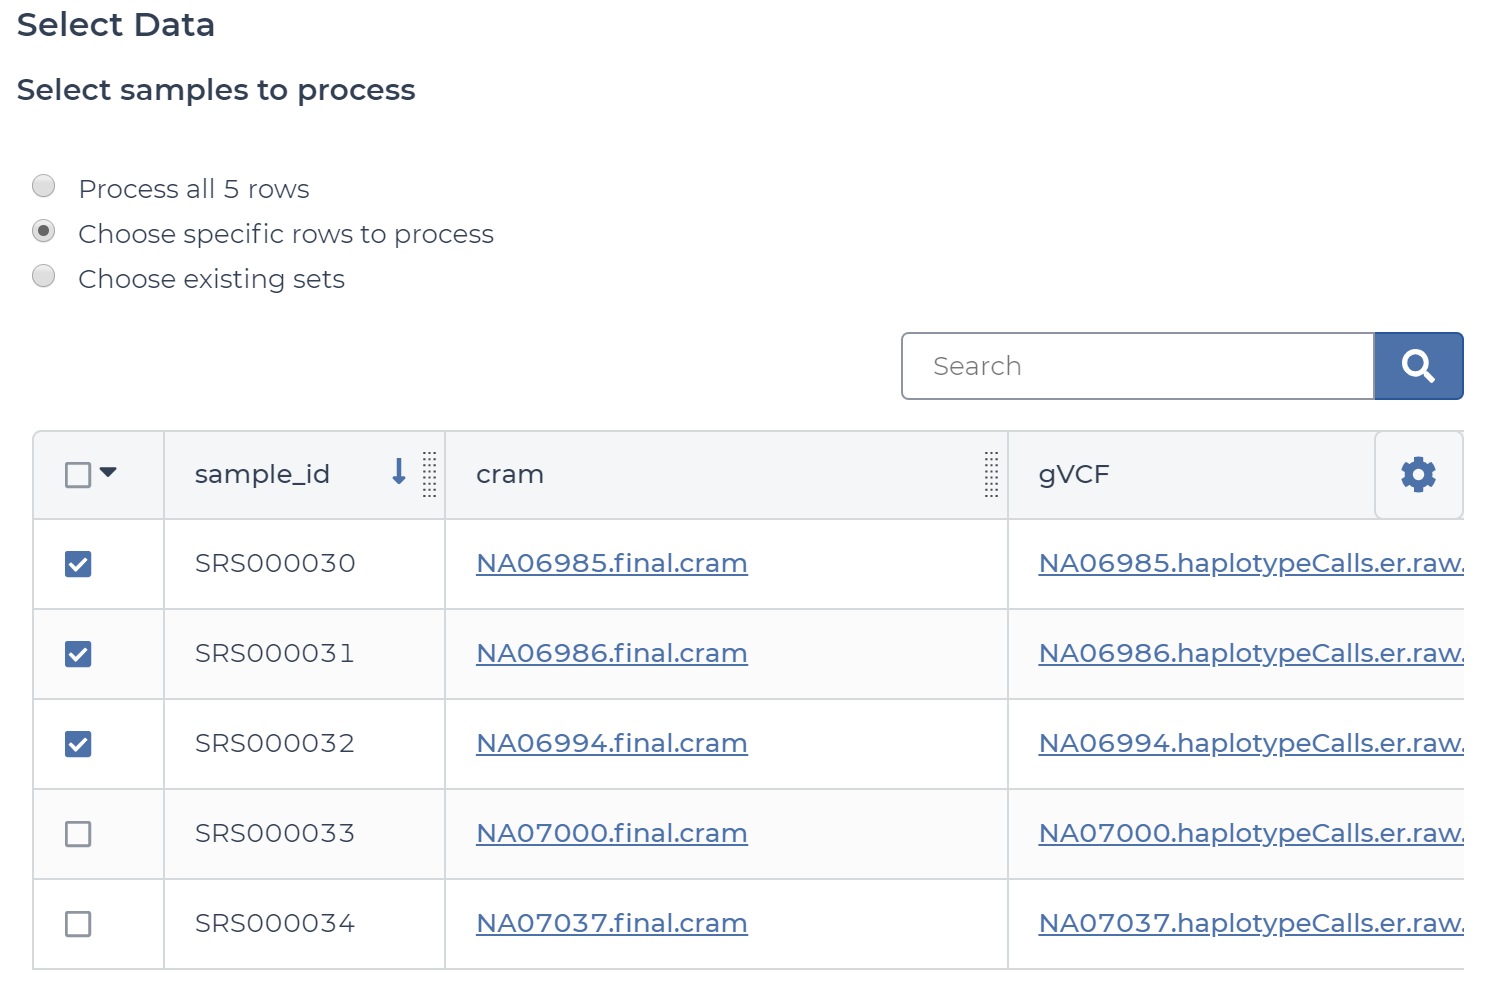 Select Data
Select samples to process
Process all 5 rows
Choose specific rows to process
Choose existing sets
Search
sample_id cram gVCF
SRS000030 NA06985.final.cram NA06985.haplotypeCalls.er.raw.
SRS000031 NA06986.final.cram NA06986.haplotypeCalls.er.raw.
SRS000032 NA06994.final.cram NA06994.haplotypeCalls.er.raw.
SRS000033 NA07000.final.cram NA07000.haplotypeCalls.er.raw.
SRS000034 NA07037.final.cram NA07037.haplotypeCalls.er.raw.